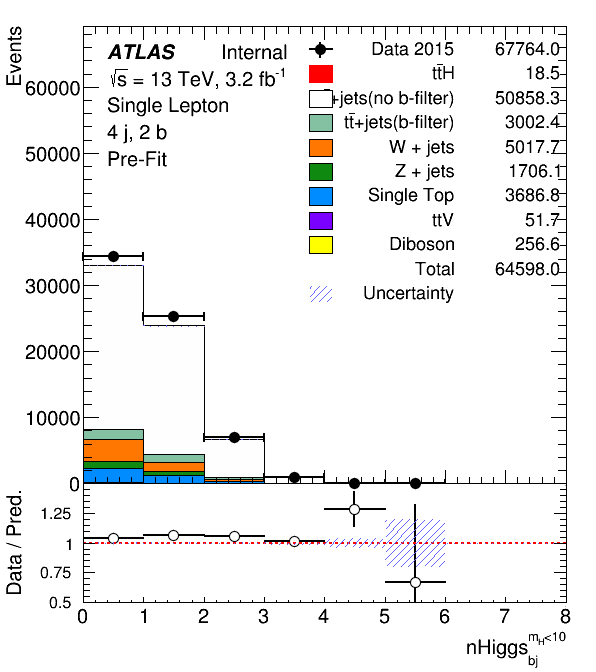 Events
ATLAS Internal
√s = 13 TeV, 3.2 fb-1
Single Lepton
4 j, 2 b
Pre-Fit
Data 2015 67764.0
tt̄H 18.5
+jets(no b-filter) 50858.3
tt̄+jets(b-filter) 3002.4
W + jets 5017.7
Z + jets 1706.1
Single Top 3686.8
ttV 51.7
Diboson 256.6
Total 64598.0
Uncertainty
60000
50000
40000
30000
20000
10000
0
Data / Pred.
1.25
1
0.75
0.5
0 1 2 3 4 5 6 7 8
nHiggs bj mH<10